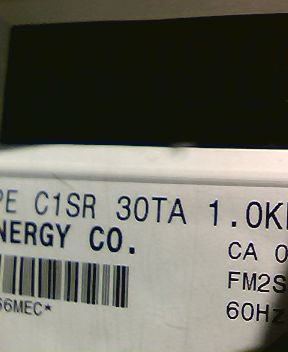 PE C1SR 30TA 1.0K
NERGY CO.
CA 0
FM2S
60Hz
66MEC*